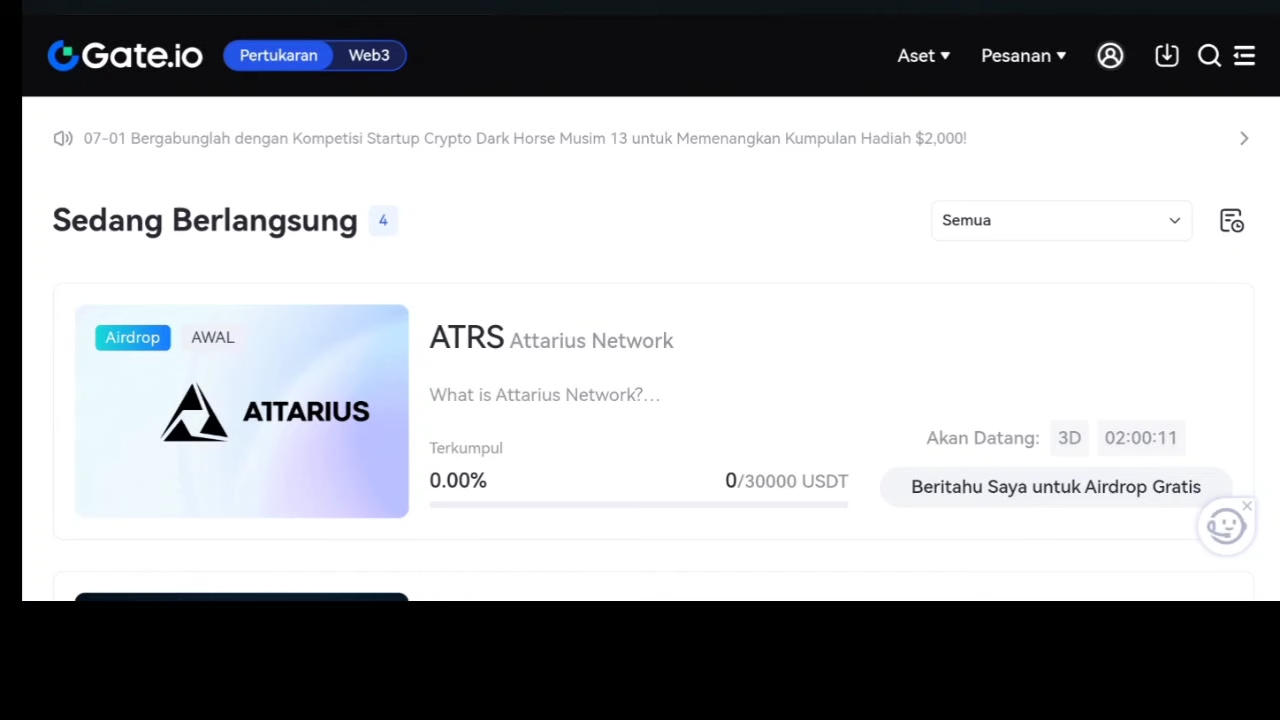 Gate.io Pertukaran Web3 Aset Pesanan
07-01 Bergabunglah dengan Kompetisi Startup Crypto Dark Horse Musim 13 untuk Memenangkan Kumpulan Hadiah $2,000!
Sedang Berlangsung 4 Semua
Airdrop AWAL
ATTARIUS
ATRS Attarius Network
What is Attarius Network?...
Terkumpul
0.00% 0/30000 USDT
Akan Datang: 3D 02:00:11
Beritahu Saya untuk Airdrop Gratis